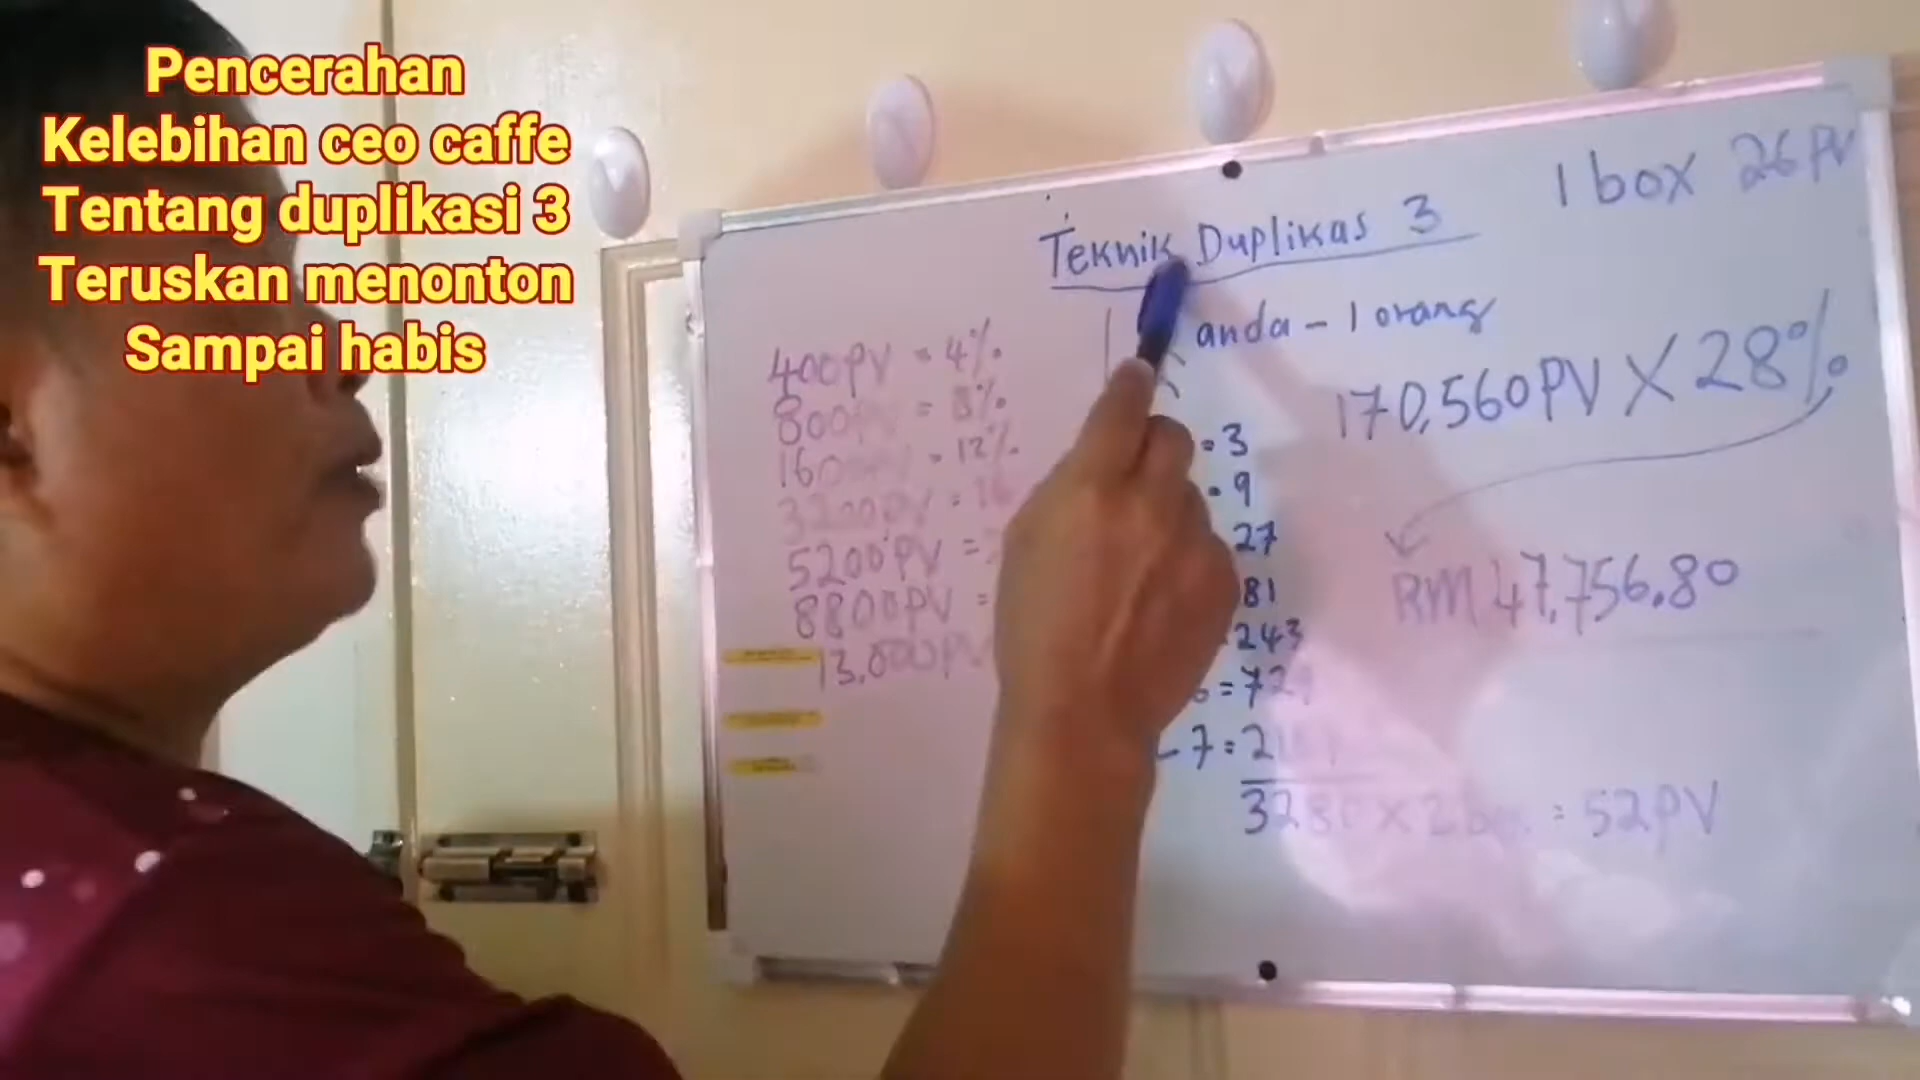 Pencerahan
Kelebihan ceo caffe
Tentang duplikasi 3
Teruskan menonton
Sampai habis
1 box 26 PV
Teknik Duplikas 3
anda - 1 orang
400PV = 4%
800PV = 8%
1600PV = 12%
3200PV = 16
5200PV =
8800PV =
13.000PV
170,560PV X 28%
RM 47,756.80
= 3
= 9
27
81
243
6 = 729
- 7 = 2187
3280 x 2 box = 52PV